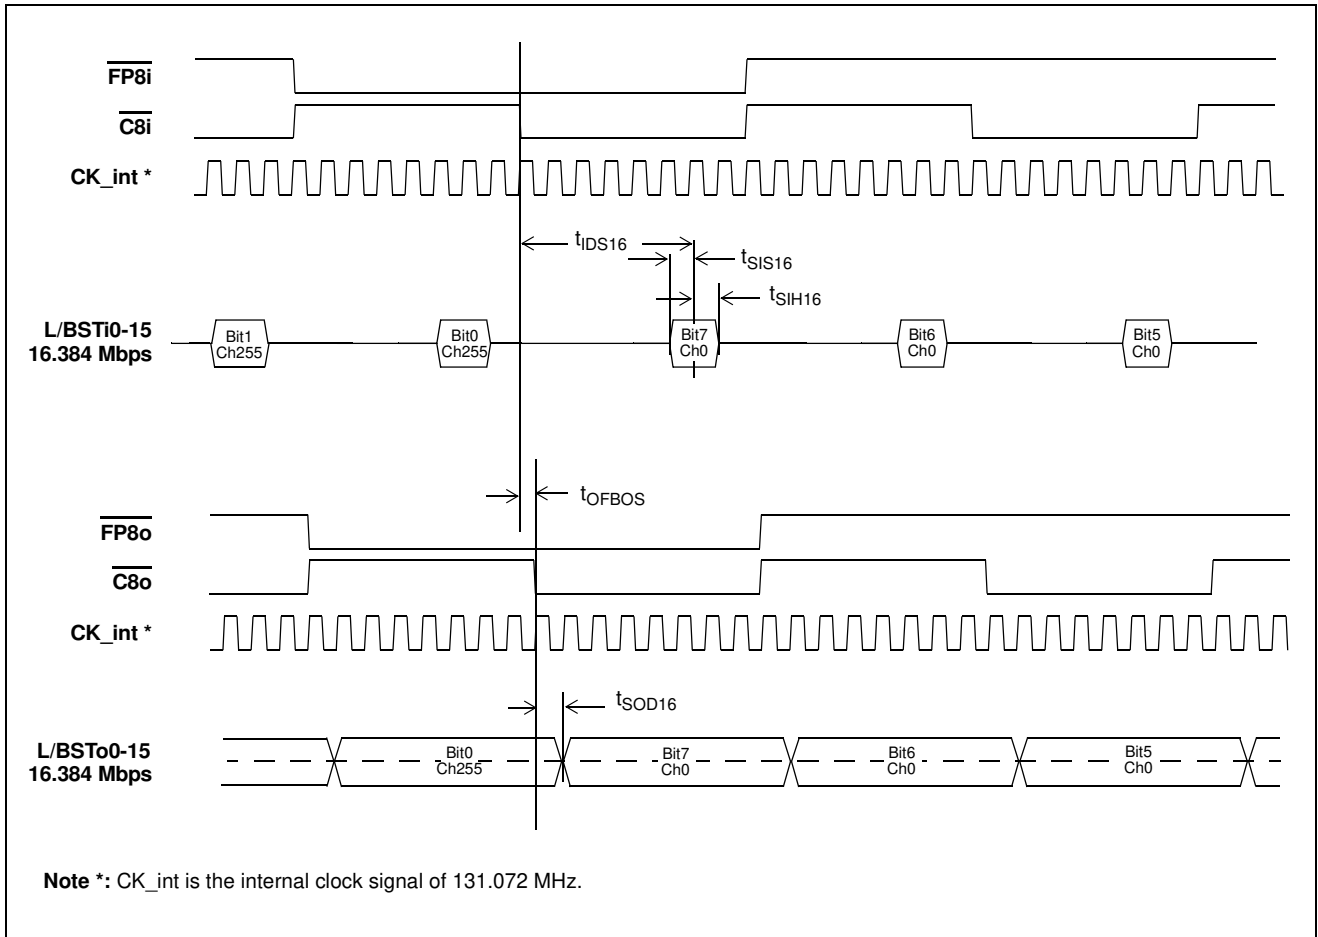 FP8i
C8i
CK_int *
tIDS16
tSIS16
tSIH16
L/BSTi0-15
16.384 Mbps
Bit1
Ch255
Bit0
Ch255
Bit7
Ch0
Bit6
Ch0
Bit5
Ch0
tOFBOS
FP8o
C8o
CK_int *
tSOD16
L/BSTo0-15
16.384 Mbps
Bit0
Ch255
Bit7
Ch0
Bit6
Ch0
Bit5
Ch0
Note *: CK_int is the internal clock signal of 131.072 MHz.